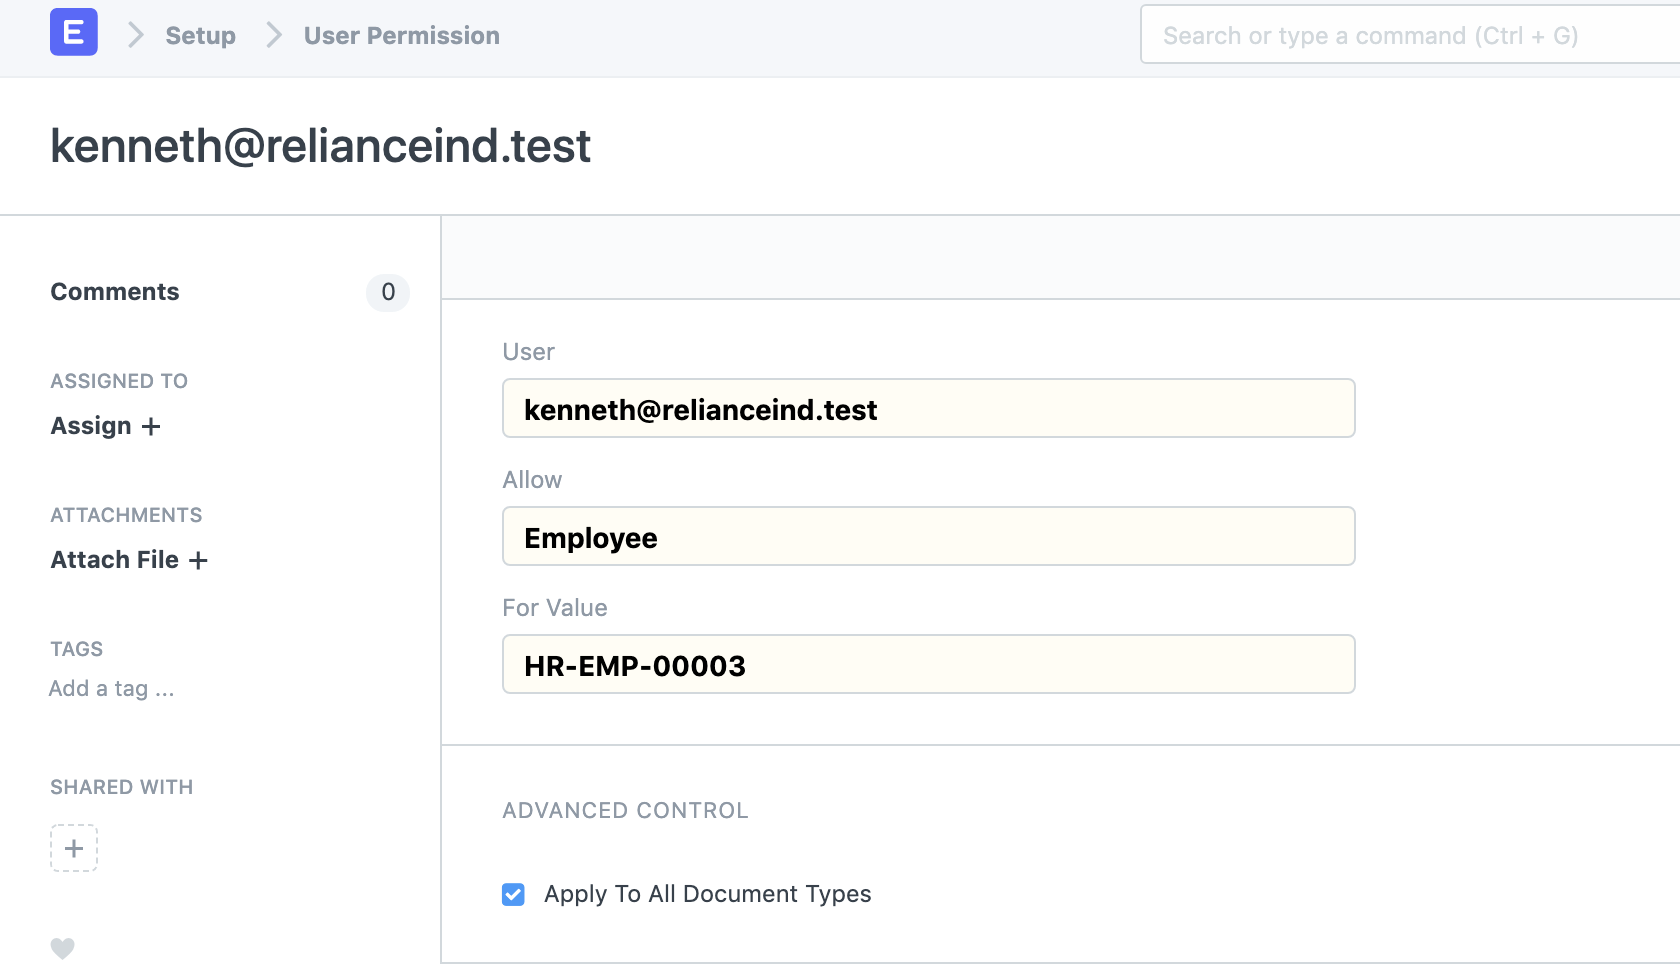 E Setup User Permission Search or type a command (Ctrl + G)
kenneth@relianceind.test
Comments 0
ASSIGNED TO
Assign +
ATTACHMENTS
Attach File +
TAGS
Add a tag ...
SHARED WITH
+
User
kenneth@relianceind.test
Allow
Employee
For Value
HR-EMP-00003
ADVANCED CONTROL
Apply To All Document Types